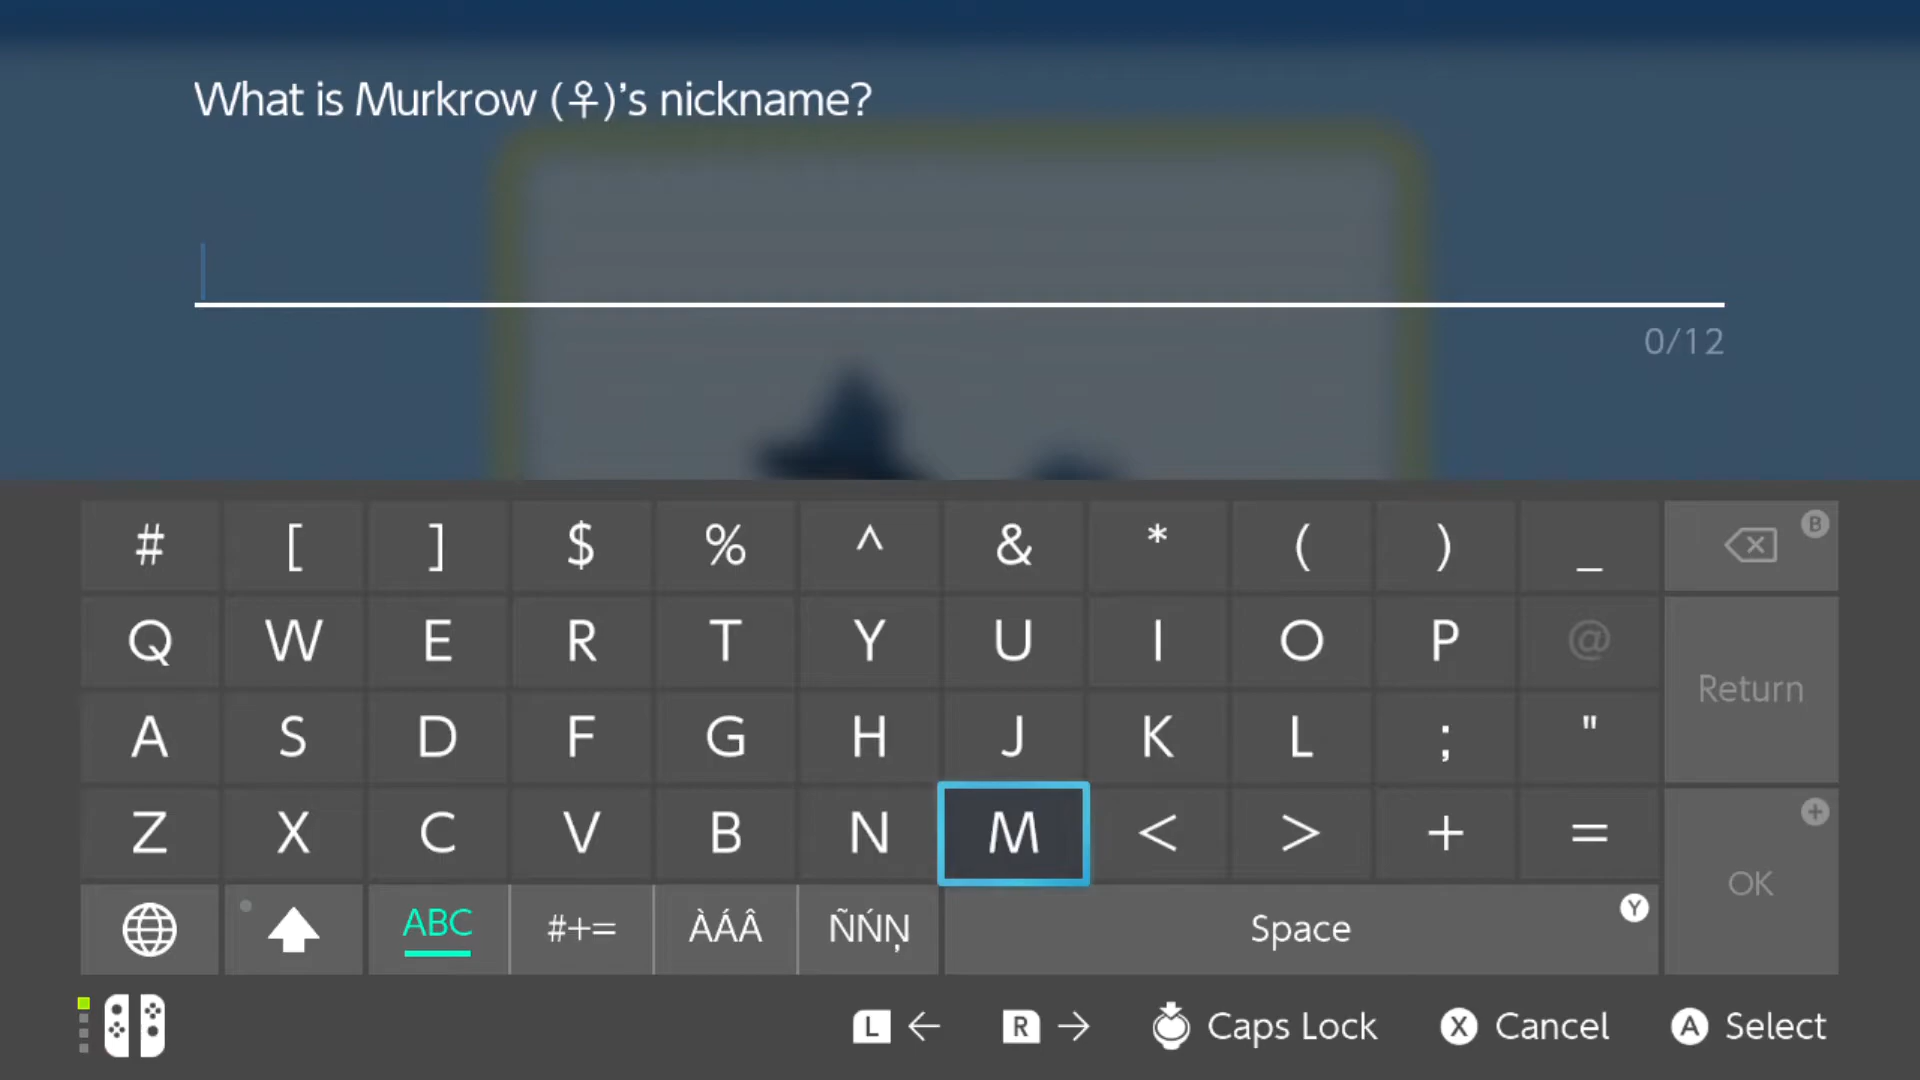 What is Murkrow (♀)'s nickname?
0/12
# [ ] $ % ^ & * ( ) _ B
Q W E R T Y U I O P @ Return
A S D F G H J K L ; "
Z X C V B N M < > + = OK +
ABC #+= ÀÁÂ ÑŃŅ Space Y
L ← R → Caps Lock X Cancel A Select